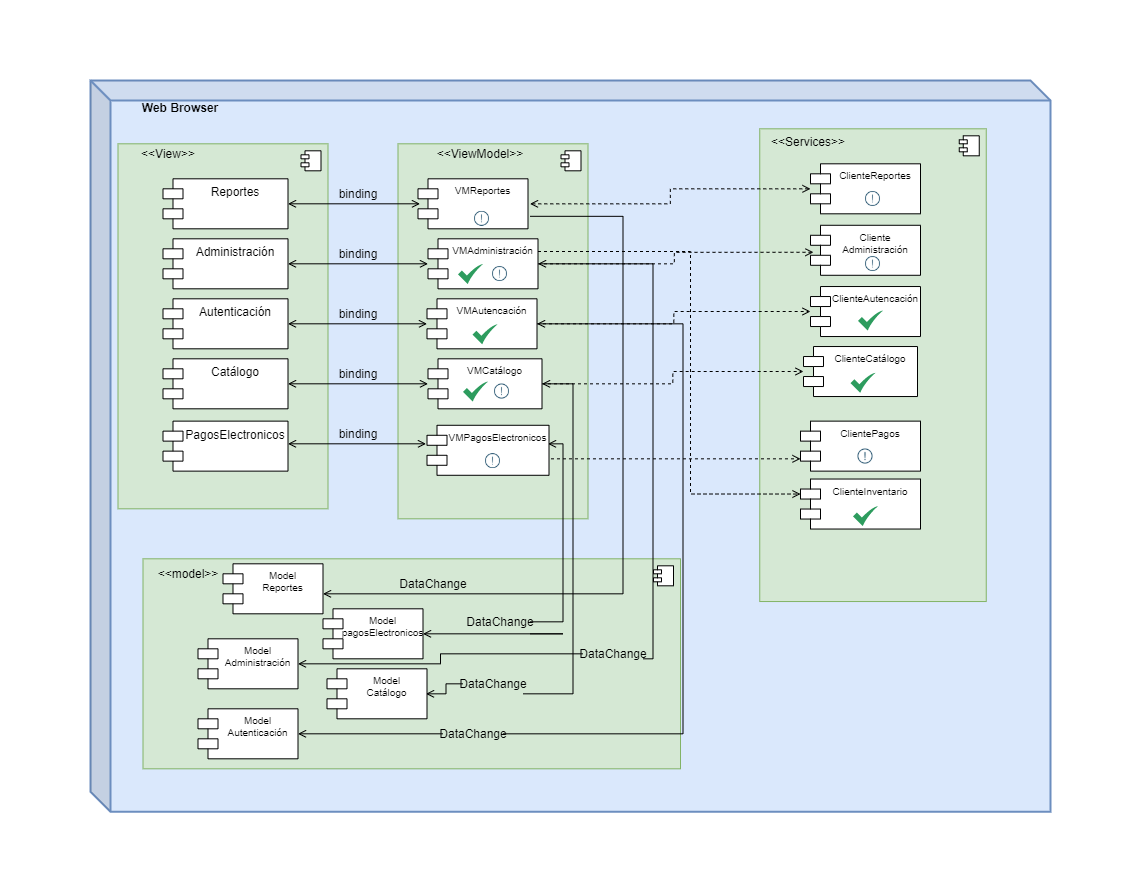 Web Browser
<<View>>
Reportes
Administración
Autenticación
Catálogo
PagosElectronicos
binding
binding
binding
binding
binding
<<ViewModel>>
VMReportes
VMAdministración
VMAutencación
VMCatálogo
VMPagosElectronicos
<<Services>>
ClienteReportes
Cliente
Administración
ClienteAutencación
ClienteCatálogo
ClientePagos
ClienteInventario
<<model>>
Model
Reportes
DataChange
Model
pagosElectronicos
DataChange
Model
Administración
DataChange
Model
Catálogo
DataChange
Model
Autenticación
DataChange